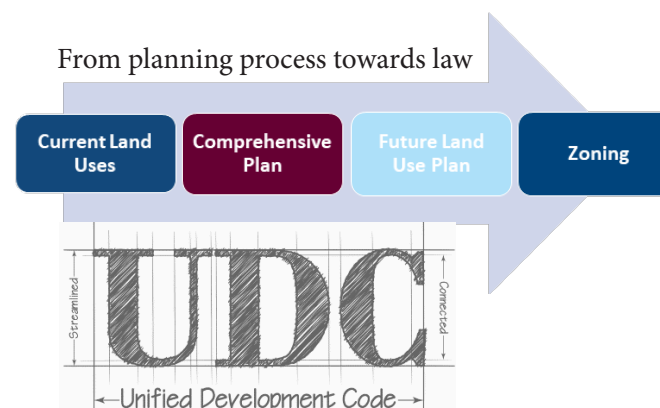 From planning process towards law
Current Land
Uses
Comprehensive
Plan
Future Land
Use Plan
Zoning
Streamlined
UDC
Connected
Unified Development Code